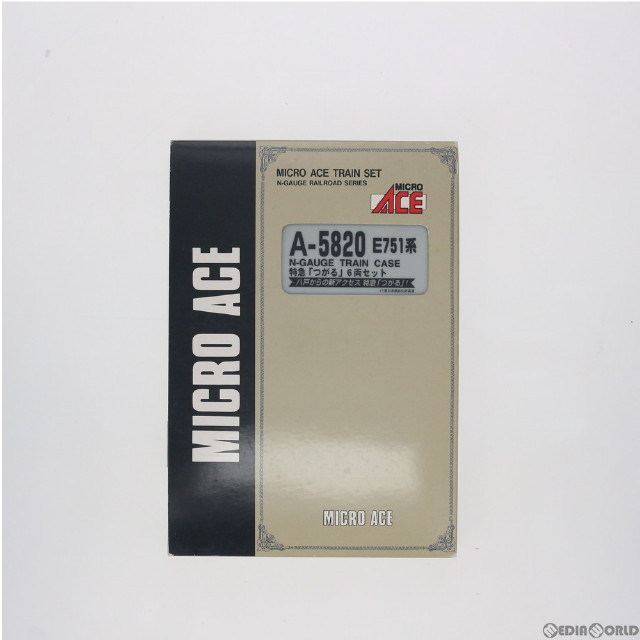 MICRO ACE TRAIN SET
N-GAUGE RAILROAD SERIES
MICRO
ACE
A-5820 E751系
N-GAUGE TRAIN CASE
特急「つがる」6両セット
八戸からの新アクセス 特急「つがる」!
MICRO ACE
MICRO ACE
©EDIAWORLD